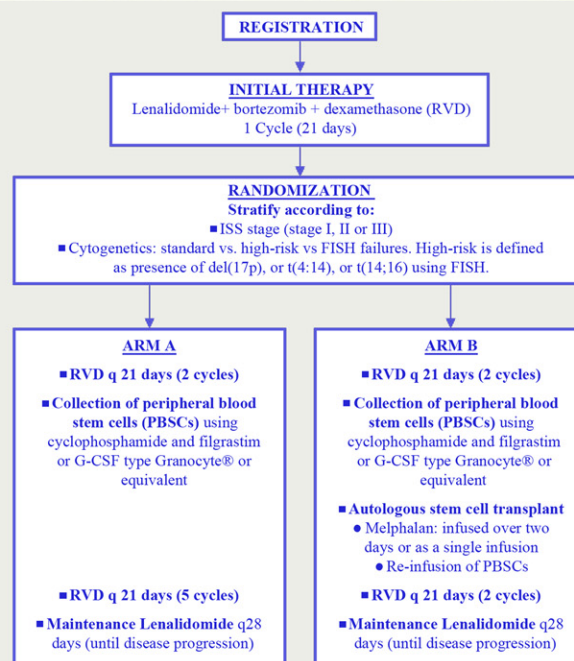 REGISTRATION
INITIAL THERAPY
Lenalidomide+ bortezomib + dexamethasone (RVD)
1 Cycle (21 days)
RANDOMIZATION
Stratify according to:
■ ISS stage (stage I, II or III)
■ Cytogenetics: standard vs. high-risk vs FISH failures. High-risk is defined
as presence of del(17p), or t(4:14), or t(14;16) using FISH.
ARM A
■ RVD q 21 days (2 cycles)
■ Collection of peripheral blood
stem cells (PBSCs) using
cyclophosphamide and filgrastim
or G-CSF type Granocyte® or
equivalent
■ RVD q 21 days (5 cycles)
■ Maintenance Lenalidomide q28
days (until disease progression)
ARM B
■ RVD q 21 days (2 cycles)
■ Collection of peripheral blood
stem cells (PBSCs) using
cyclophosphamide and filgrastim
or G-CSF type Granocyte® or
equivalent
■ Autologous stem cell transplant
● Melphalan: infused over two
days or as a single infusion
● Re-infusion of PBSCs
■ RVD q 21 days (2 cycles)
■ Maintenance Lenalidomide q28
days (until disease progression)